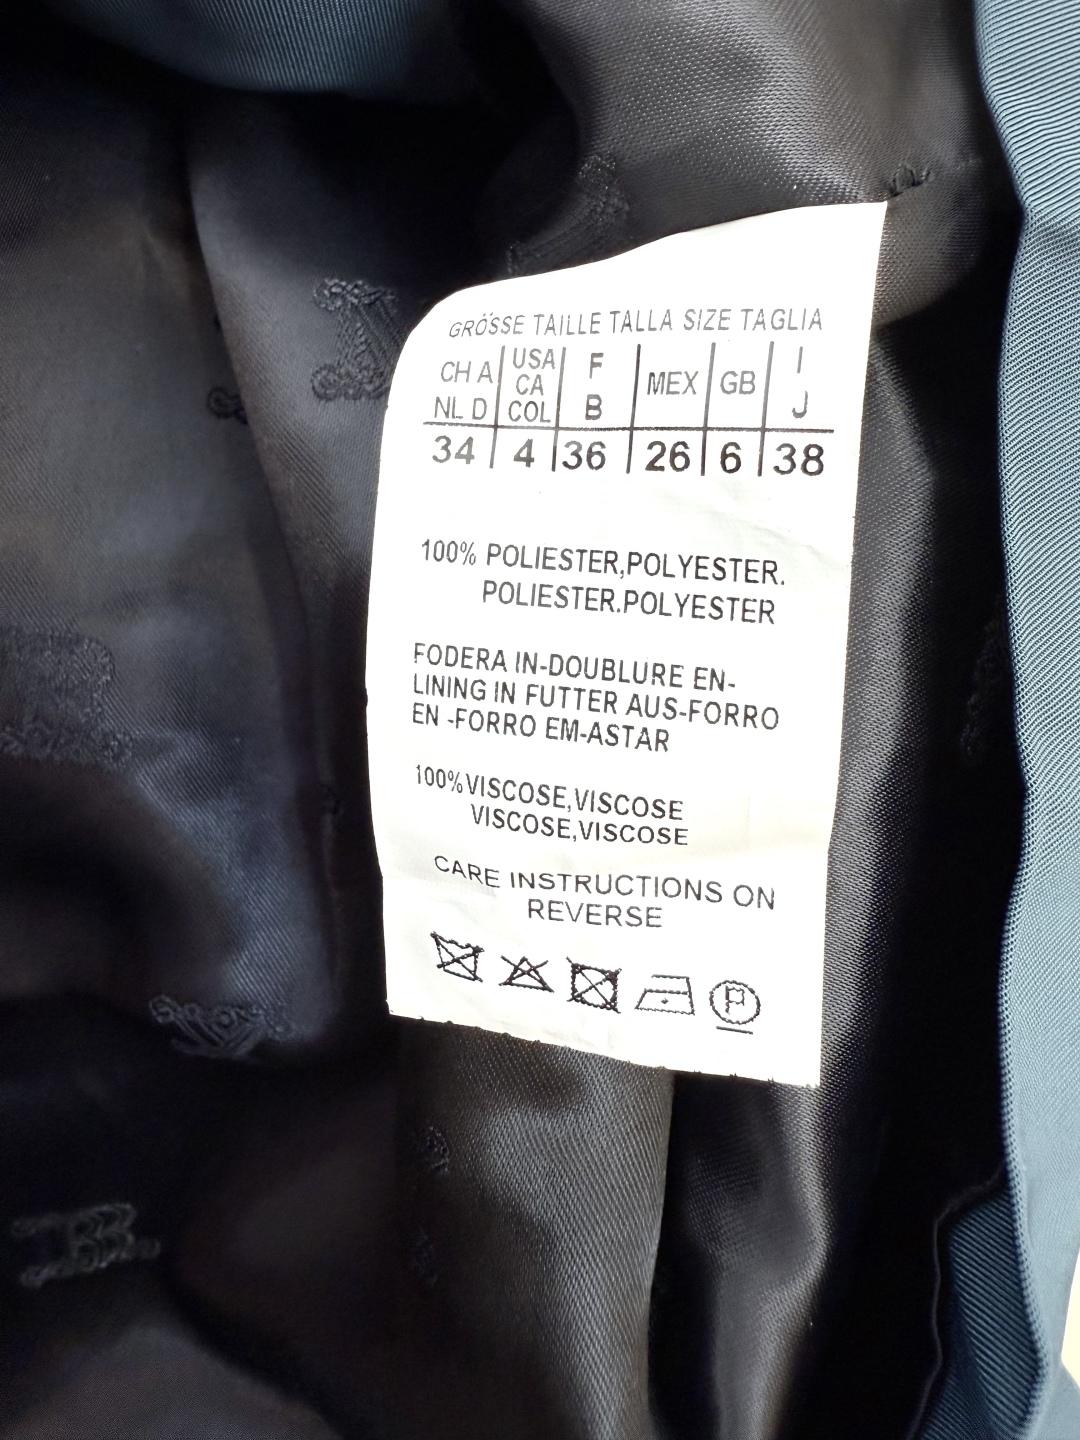 GRÖSSE TAILLE TALLA SIZE TAGLIA
CH A NL D | USA CA COL | F B | MEX | GB | I J
34 | 4 | 36 | 26 | 6 | 38
100% POLIESTER,POLYESTER.
POLIESTER.POLYESTER
FODERA IN-DOUBLURE EN-
LINING IN FUTTER AUS-FORRO
EN -FORRO EM-ASTAR
100%VISCOSE,VISCOSE
VISCOSE,VISCOSE
CARE INSTRUCTIONS ON
REVERSE
P